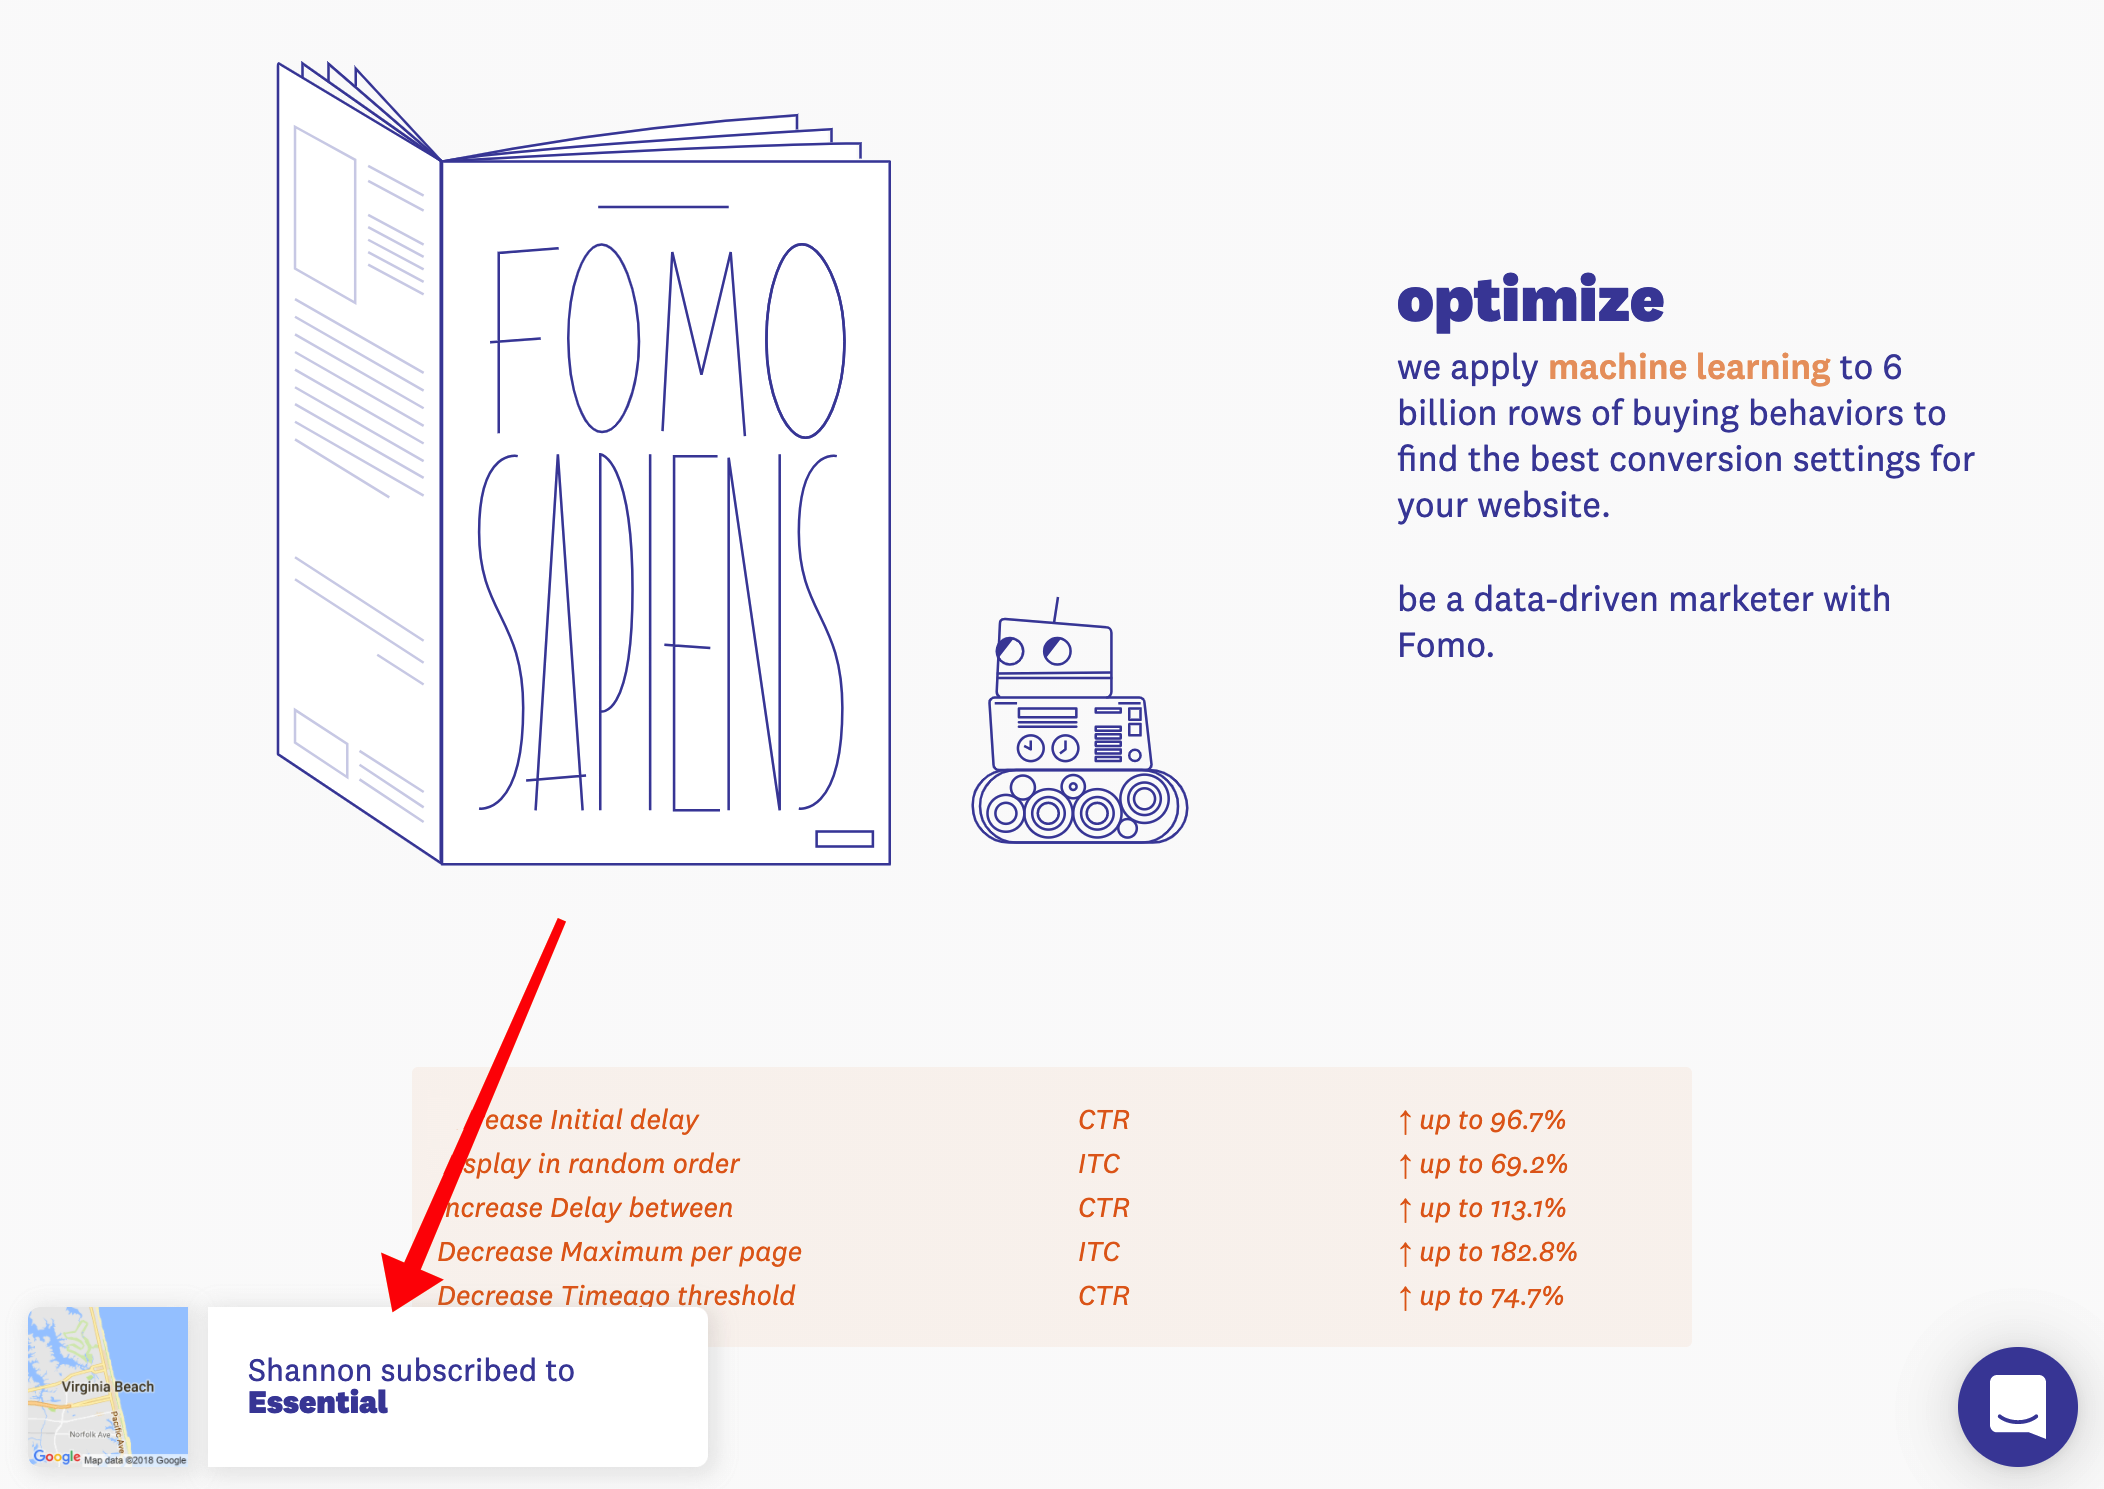 FOMO
SAPIENS
optimize
we apply machine learning to 6
billion rows of buying behaviors to
find the best conversion settings for
your website.
be a data-driven marketer with
Fomo.
ease Initial delay CTR ↑ up to 96.7%
splay in random order ITC ↑ up to 69.2%
ncrease Delay between CTR ↑ up to 113.1%
Decrease Maximum per page ITC ↑ up to 182.8%
Decrease Timeago threshold CTR ↑ up to 74.7%
Virginia Beach
Pacific Ave
Norfolk Ave
Google Map data ©2018 Google
Shannon subscribed to
Essential